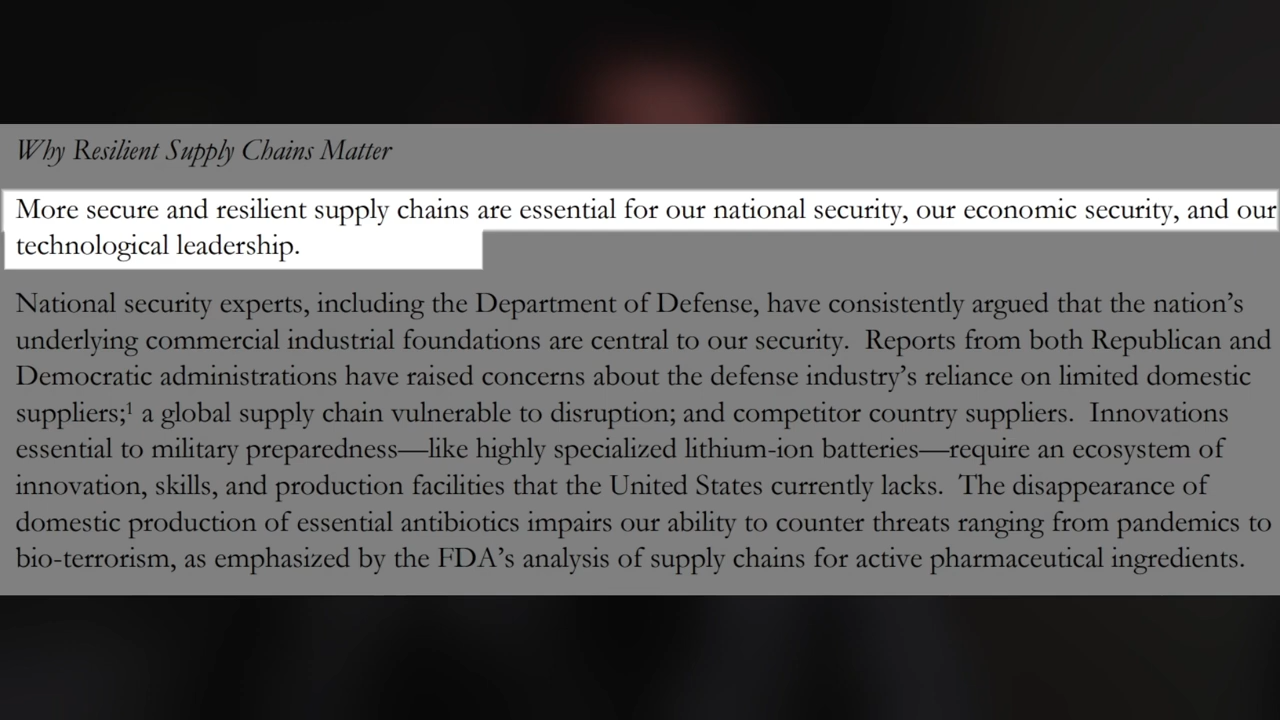 Why Resilient Supply Chains Matter
More secure and resilient supply chains are essential for our national security, our economic security, and our
technological leadership.
National security experts, including the Department of Defense, have consistently argued that the nation’s
underlying commercial industrial foundations are central to our security.  Reports from both Republican and
Democratic administrations have raised concerns about the defense industry’s reliance on limited domestic
suppliers;¹ a global supply chain vulnerable to disruption; and competitor country suppliers.  Innovations
essential to military preparedness—like highly specialized lithium-ion batteries—require an ecosystem of
innovation, skills, and production facilities that the United States currently lacks.  The disappearance of
domestic production of essential antibiotics impairs our ability to counter threats ranging from pandemics to
bio-terrorism, as emphasized by the FDA’s analysis of supply chains for active pharmaceutical ingredients.